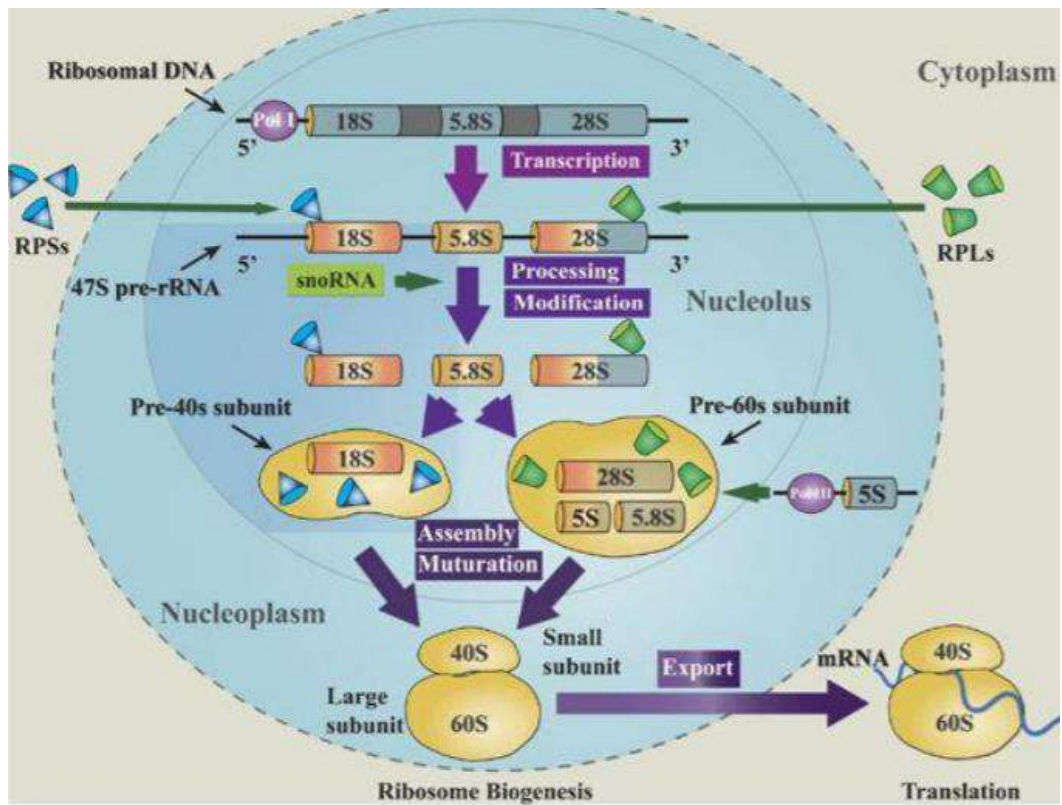 Ribosomal DNA
Cytoplasm
Pol I
18S
5.8S
28S
5’
3’
Transcription
RPSs
RPLs
18S
5.8S
28S
5’
3’
47S pre-rRNA
snoRNA
Processing
Modification
Nucleolus
18S
5.8S
28S
Pre-40s subunit
Pre-60s subunit
18S
28S
5S
5.8S
Pol III
5S
Assembly
Muturation
Nucleoplasm
40S
60S
Small
subunit
Large
subunit
Export
mRNA
40S
60S
Ribosome Biogenesis
Translation